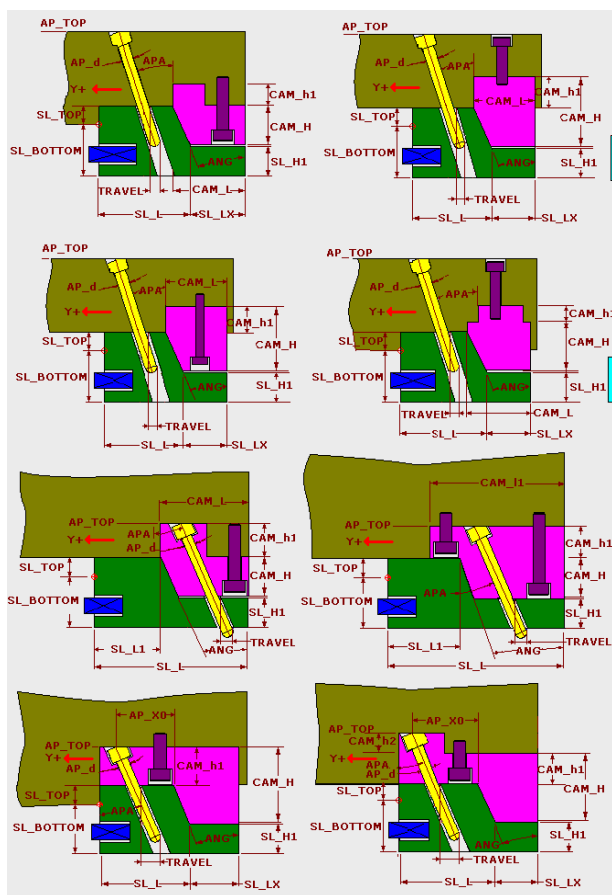 AP_TOP
AP_d
APA
Y+
CAM_h1
SL_TOP
CAM_H
SL_BOTTOM
ANG
SL_H1
TRAVEL
CAM_L
SL_L
SL_LX
AP_TOP
AP_d
APA
Y+
CAM_h1
CAM_L
SL_TOP
CAM_H
SL_BOTTOM
ANG
SL_H1
TRAVEL
SL_L
SL_LX
AP_TOP
CAM_L
AP_d
APA
Y+
CAM_h1
SL_TOP
CAM_H
SL_BOTTOM
ANG
SL_H1
TRAVEL
SL_L
SL_LX
AP_TOP
AP_d
APA
Y+
CAM_h1
SL_TOP
CAM_H
SL_BOTTOM
ANG
SL_H1
TRAVEL
CAM_L
SL_L
SL_LX
CAM_L
AP_TOP
APA
Y+
AP_d
CAM_h1
SL_TOP
CAM_H
SL_BOTTOM
SL_H1
TRAVEL
SL_L1
ANG
SL_L
CAM_l1
AP_TOP
Y+
CAM_h1
SL_TOP
CAM_H
APA
SL_BOTTOM
SL_H1
TRAVEL
SL_L1
ANG
SL_L
AP_X0
AP_TOP
Y+
AP_d
CAM_h1
CAM_H
SL_TOP
APA
SL_BOTTOM
ANG
SL_H1
TRAVEL
SL_L
SL_LX
AP_X0
AP_TOP
CAM_h2
Y+
APA
AP_d
CAM_h1
SL_TOP
CAM_H
SL_BOTTOM
ANG
SL_H1
TRAVEL
SL_L
SL_LX